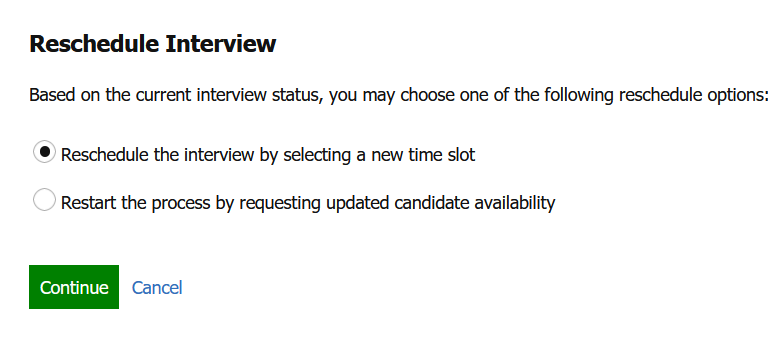 Reschedule Interview
Based on the current interview status, you may choose one of the following reschedule options:
Reschedule the interview by selecting a new time slot
Restart the process by requesting updated candidate availability
Continue Cancel